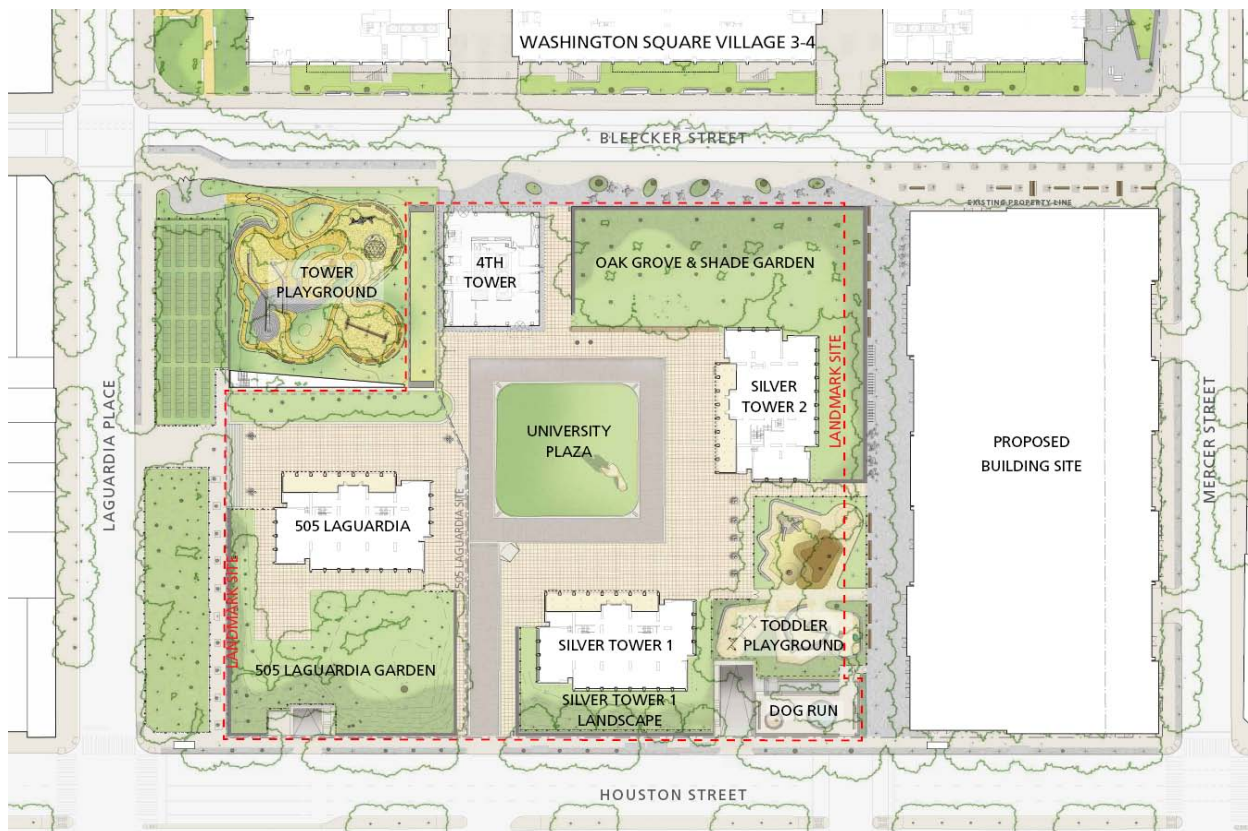 WASHINGTON SQUARE VILLAGE 3-4
BLEECKER STREET
EXISTING PROPERTY LINE
TOWER
PLAYGROUND
4TH
TOWER
OAK GROVE & SHADE GARDEN
SILVER
TOWER 2
LANDMARK SITE
UNIVERSITY
PLAZA
PROPOSED
BUILDING SITE
LAGUARDIA PLACE
MERCER STREET
505 LAGUARDIA
505 LAGUARDIA SITE
LANDMARK SITE
505 LAGUARDIA GARDEN
SILVER TOWER 1
SILVER TOWER 1
LANDSCAPE
TODDLER
PLAYGROUND
DOG RUN
HOUSTON STREET